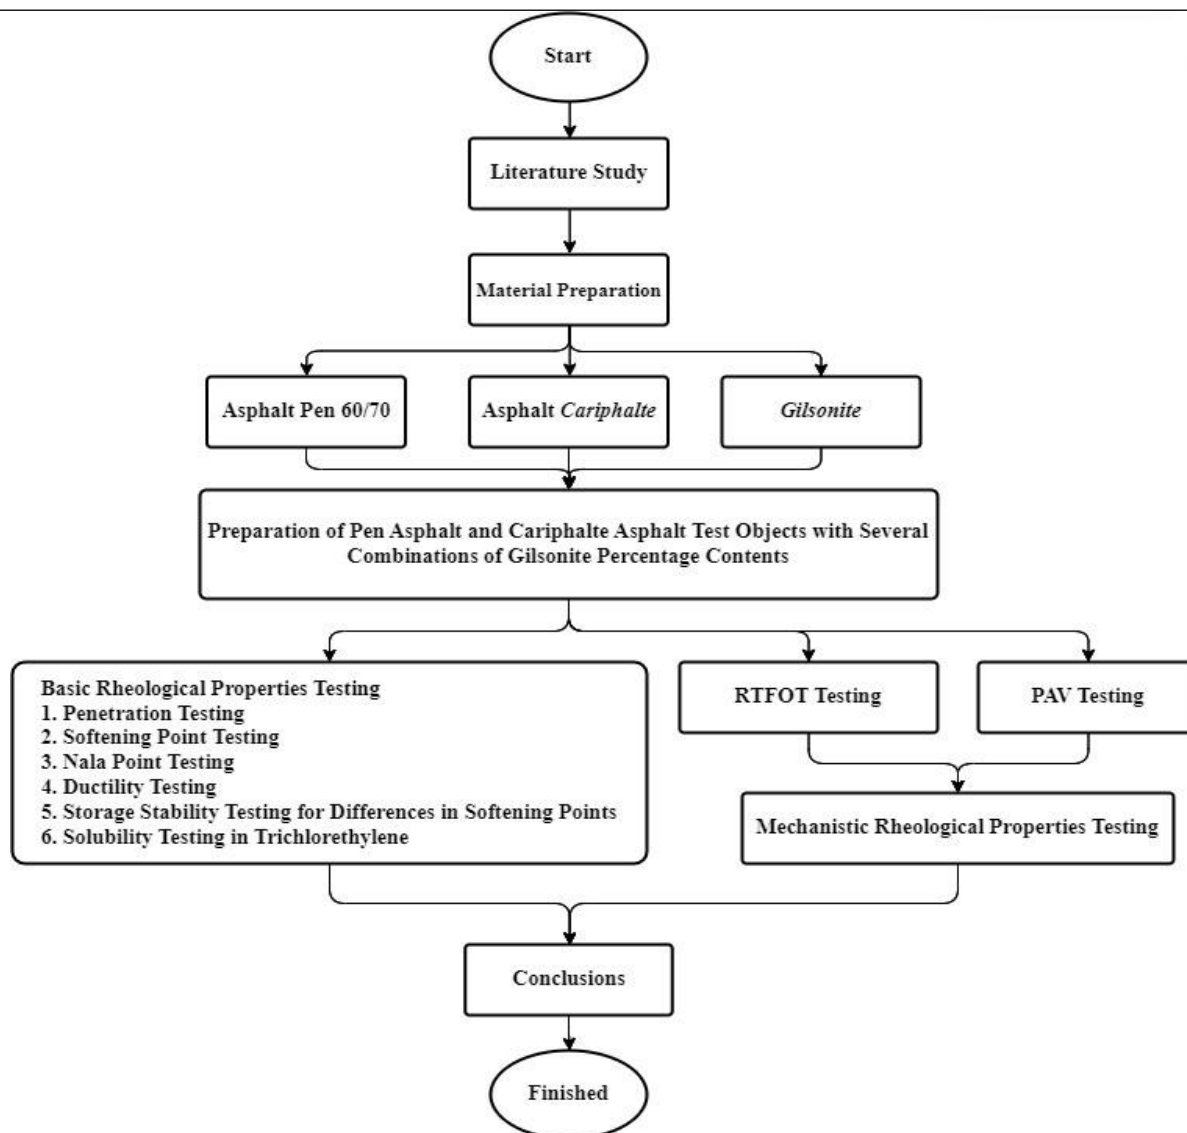 Start
Literature Study
Material Preparation
Asphalt Pen 60/70
Asphalt Cariphalte
Gilsonite
Preparation of Pen Asphalt and Cariphalte Asphalt Test Objects with Several
Combinations of Gilsonite Percentage Contents
Basic Rheological Properties Testing
1. Penetration Testing
2. Softening Point Testing
3. Nala Point Testing
4. Ductility Testing
5. Storage Stability Testing for Differences in Softening Points
6. Solubility Testing in Trichlorethylene
RTFOT Testing
PAV Testing
Mechanistic Rheological Properties Testing
Conclusions
Finished